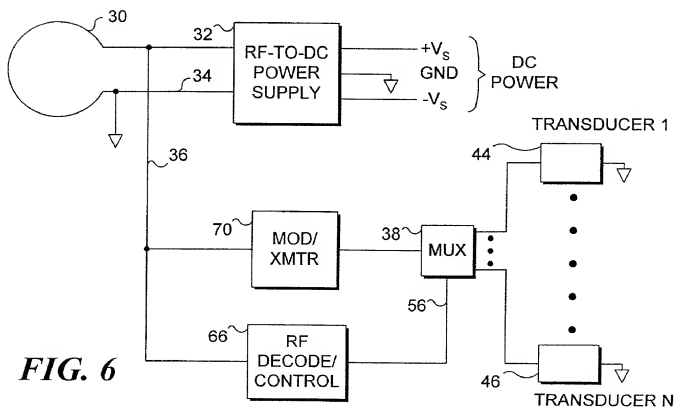 30
32
RF-TO-DC
POWER
SUPPLY
+VS
GND
-VS
DC
POWER
34
36
TRANSDUCER 1
44
70
MOD/
XMTR
38
MUX
56
66
RF
DECODE/
CONTROL
46
TRANSDUCER N
FIG. 6